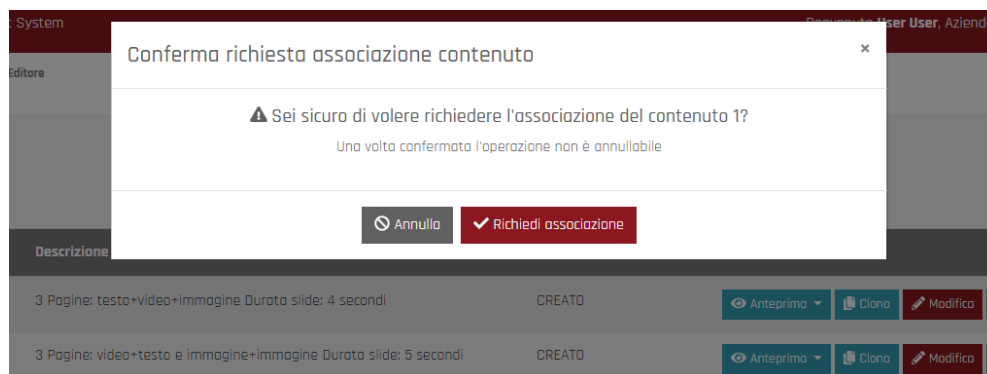 System
Benvenuto User User, Aziend
Editore
Conferma richiesta associazione contenuto
×
Sei sicuro di volere richiedere l'associazione del contenuto 1?
Una volta confermata l'operazione non è annullabile
Annulla
Richiedi associazione
Descrizione
3 Pagine: testo+video+immagine Durata slide: 4 secondi
CREATO
Anteprima
Clona
Modifica
3 Pagine: video+testo e immagine+immagine Durata slide: 5 secondi
CREATO
Anteprima
Clona
Modifica